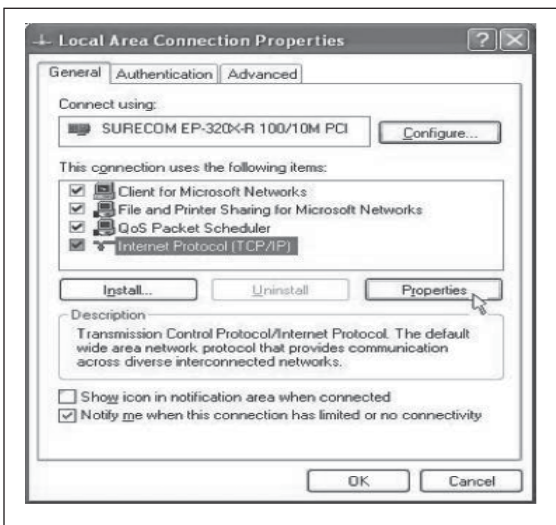 Local Area Connection Properties
General Authentication Advanced
Connect using:
SURECOM EP-320X-R 100/10M PCI
Configure...
This connection uses the following items:
Client for Microsoft Networks
File and Printer Sharing for Microsoft Networks
QoS Packet Scheduler
Internet Protocol (TCP/IP)
Install... Uninstall Properties
Description
Transmission Control Protocol/Internet Protocol. The default
wide area network protocol that provides communication
across diverse interconnected networks.
Show icon in notification area when connected
Notify me when this connection has limited or no connectivity
OK Cancel